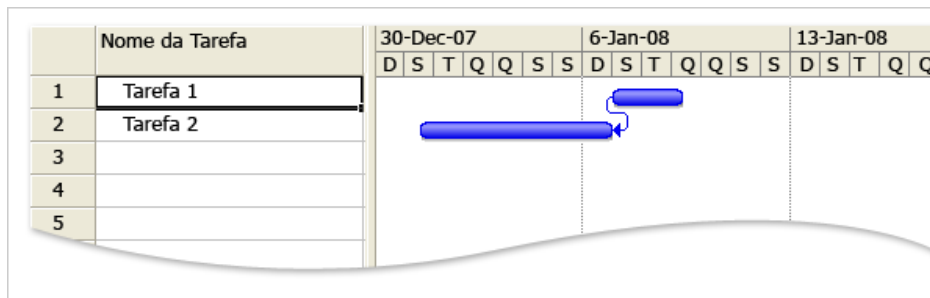 Nome da Tarefa 30-Dec-07 6-Jan-08 13-Jan-08
D S T Q Q S S D S T Q Q S S D S T Q Q
1 Tarefa 1
2 Tarefa 2
3
4
5